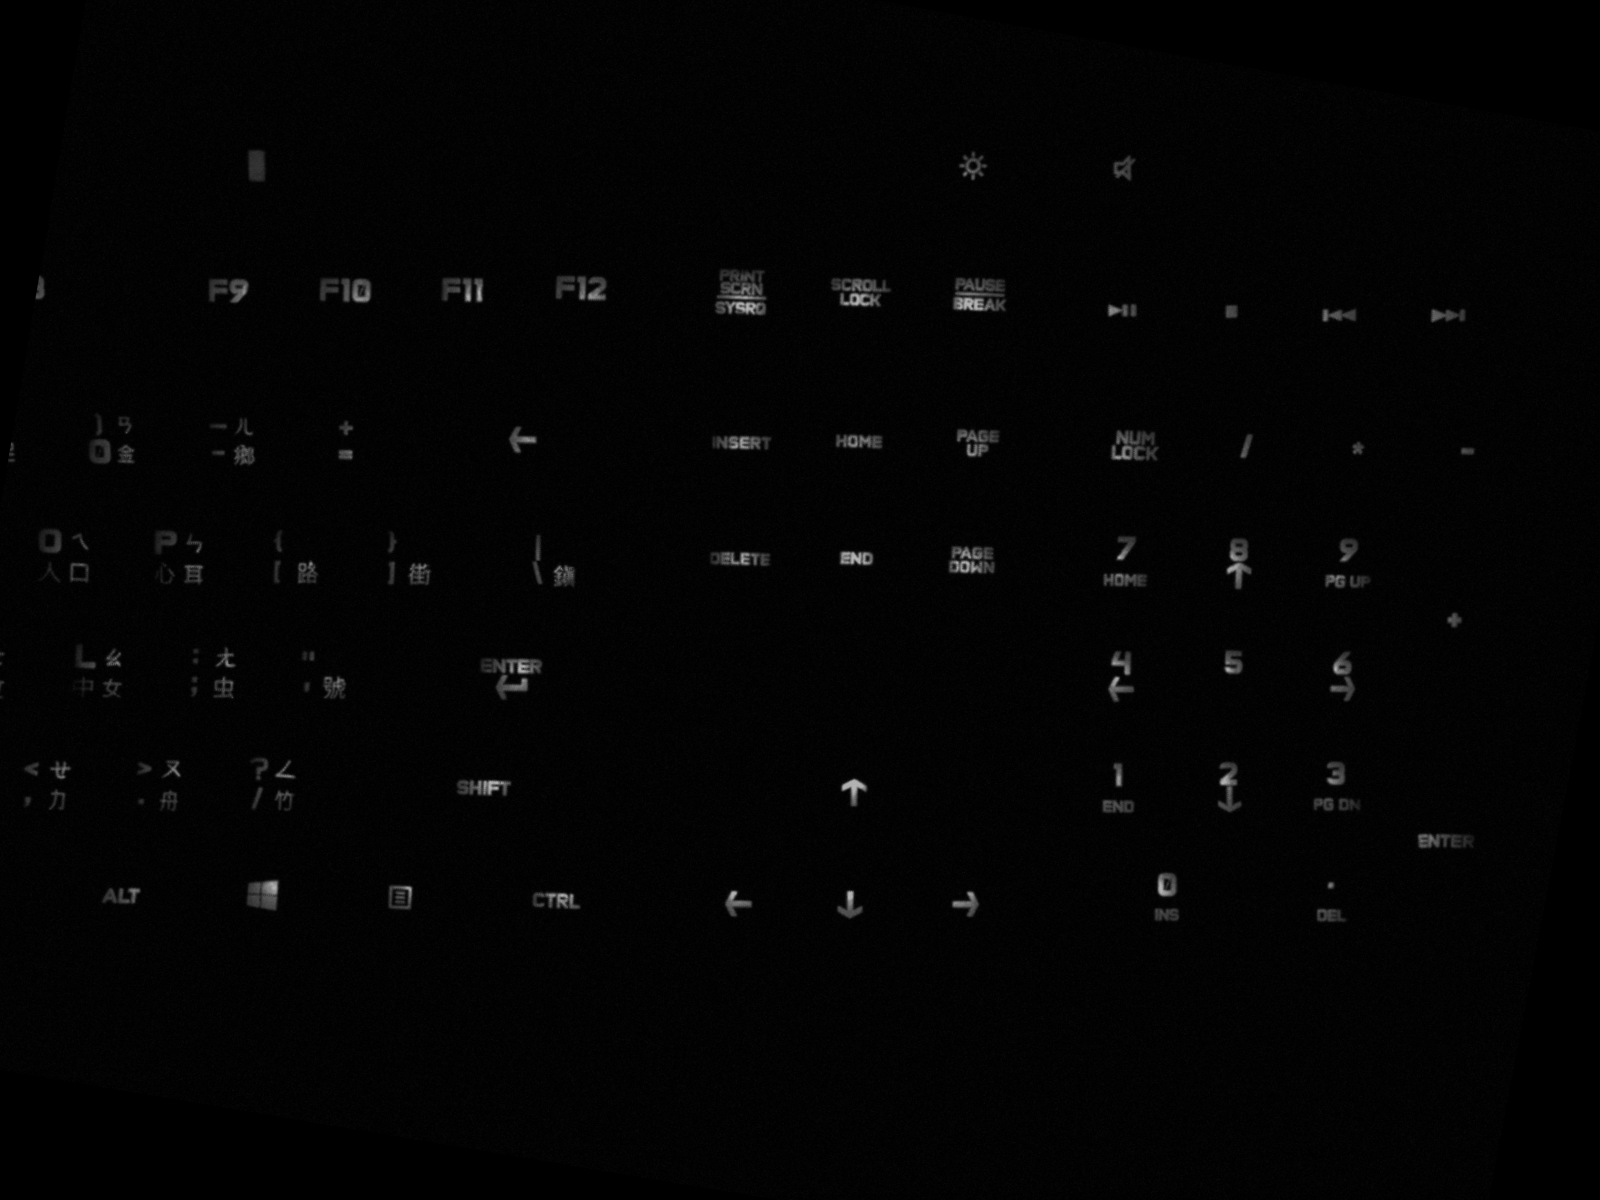 F9 F10 F11 F12 PRINT SCRN SYSRQ SCROLL LOCK PAUSE BREAK
) ㄢ — ㄦ +
0 金 - 鄉 = ← INSERT HOME PAGE UP NUM LOCK / * -
O ㄟ P ㄣ { } |
人 口 心 耳 [ 路 ] 街 \ 鎭 DELETE END PAGE DOWN 7 HOME 8 ↑ 9 PG UP
+
L ㄠ : ㄤ "
中 女 ; 虫 ' 號 ENTER ← 4 ← 5 6 →
< ㄝ > ㄡ ? ㄥ
, 力 . 舟 / 竹 SHIFT ↑ 1 END 2 ↓ 3 PG DN
ENTER
ALT CTRL ← ↓ → 0 INS . DEL